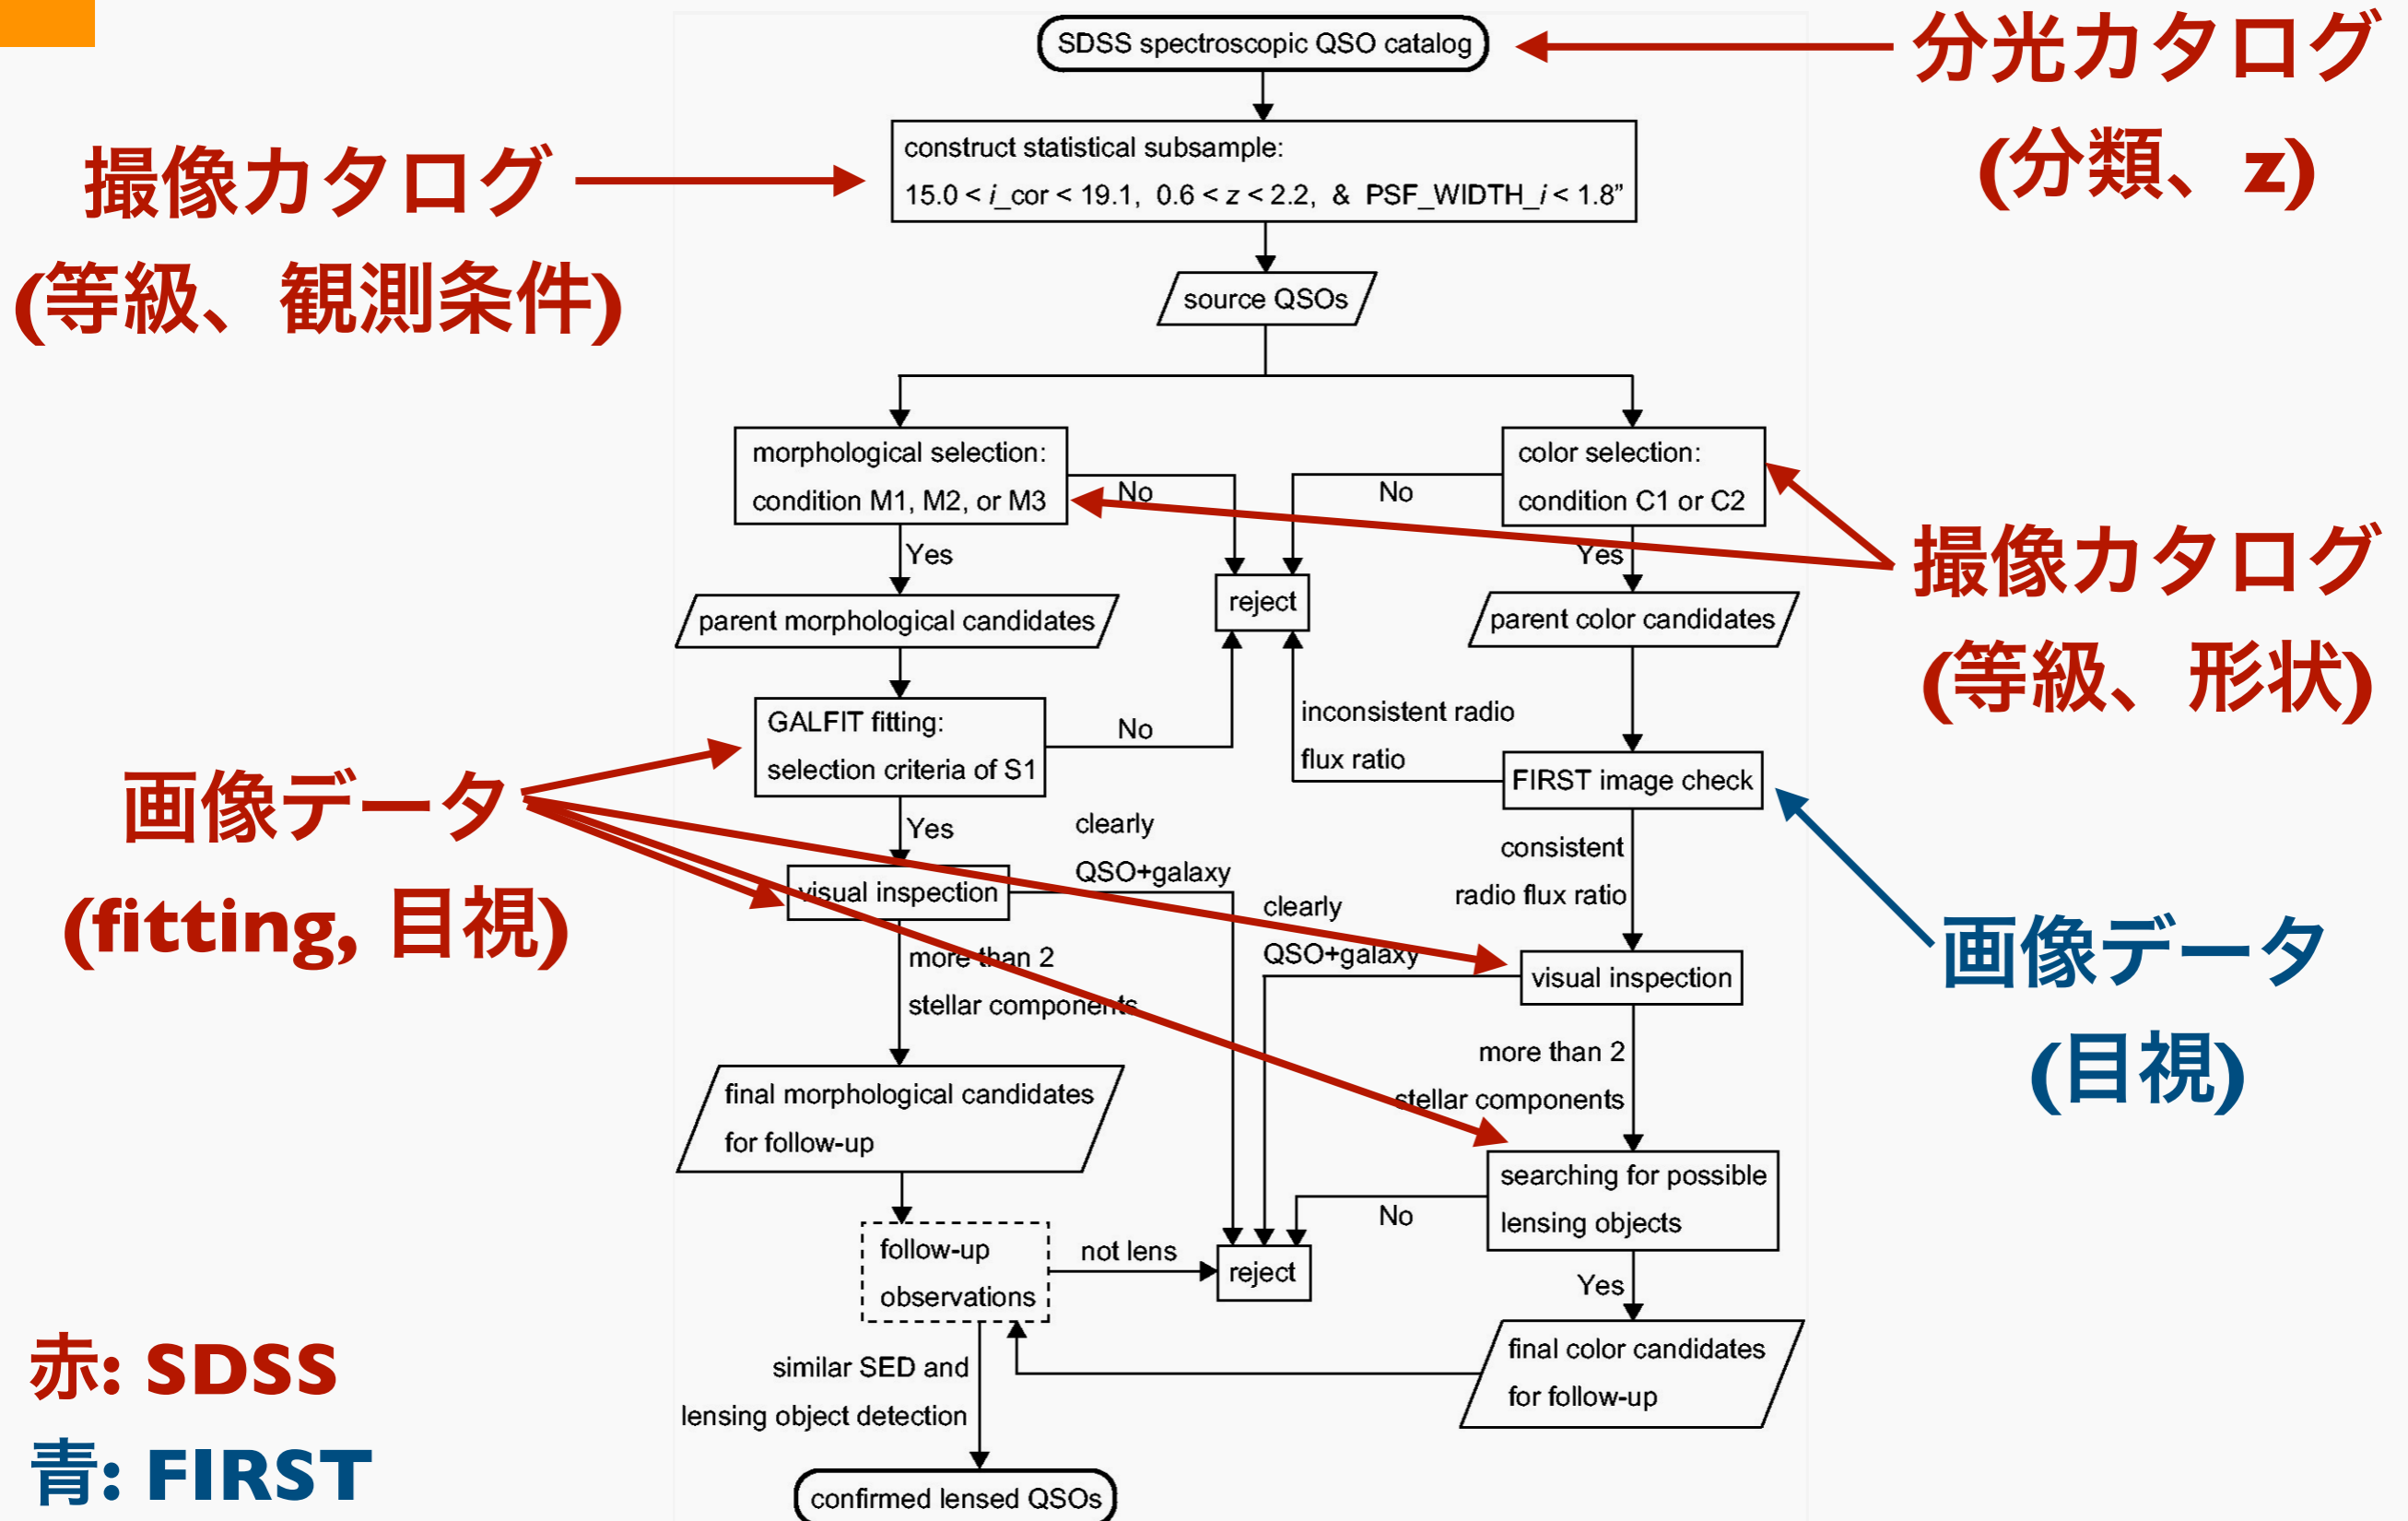 SDSS spectroscopic QSO catalog
分光カタログ
(分類、z)
撮像カタログ
(等級、観測条件)
construct statistical subsample:
15.0 < i_cor < 19.1, 0.6 < z < 2.2, & PSF_WIDTH_i < 1.8”
source QSOs
morphological selection:
condition M1, M2, or M3
No
Yes
color selection:
condition C1 or C2
No
Yes
reject
撮像カタログ
(等級、形状)
parent morphological candidates
parent color candidates
GALFIT fitting:
selection criteria of S1
No
Yes
inconsistent radio
flux ratio
FIRST image check
画像データ
(fitting, 目視)
clearly
QSO+galaxy
visual inspection
more than 2
stellar components
consistent
radio flux ratio
画像データ
(目視)
clearly
QSO+galaxy
visual inspection
more than 2
stellar components
final morphological candidates
for follow-up
searching for possible
lensing objects
No
Yes
follow-up
observations
not lens
reject
final color candidates
for follow-up
similar SED and
lensing object detection
confirmed lensed QSOs
赤: SDSS
青: FIRST